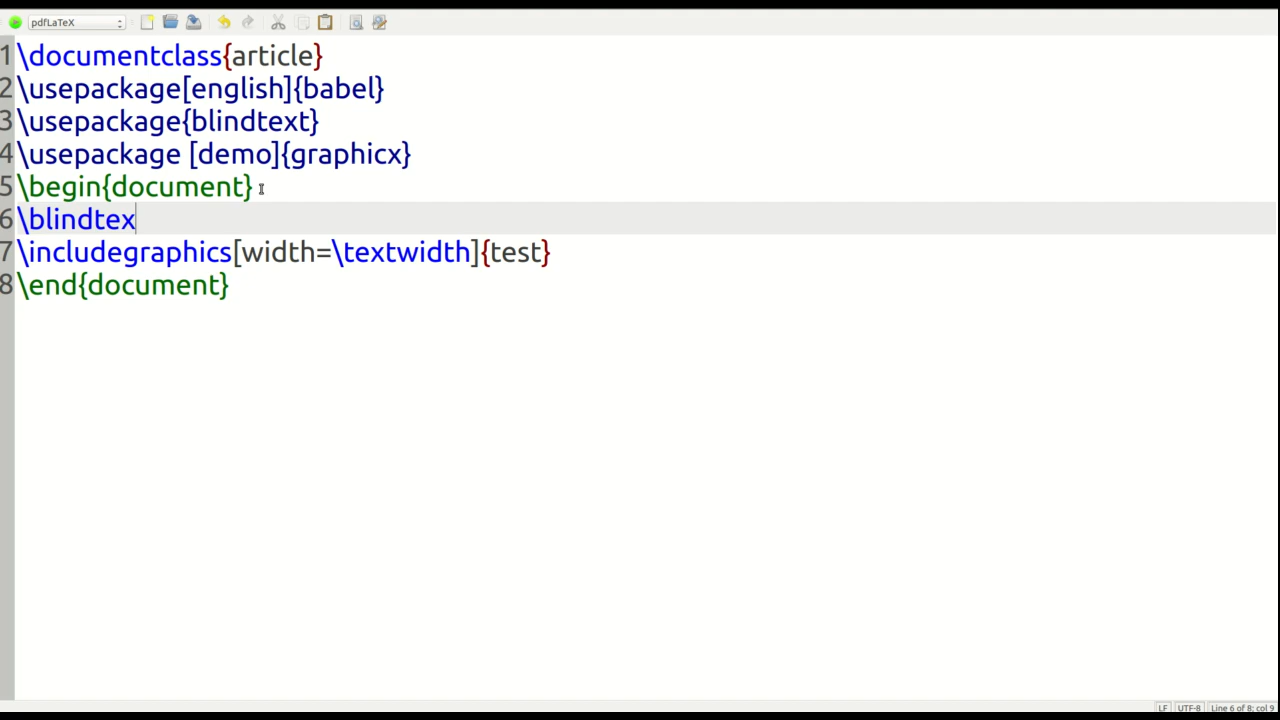 pdfLaTeX
1 \documentclass{article}
2 \usepackage[english]{babel}
3 \usepackage{blindtext}
4 \usepackage [demo]{graphicx}
5 \begin{document}
6 \blindtex
7 \includegraphics[width=\textwidth]{test}
8 \end{document}
LF UTF-8 Line 6 of 8; col 9